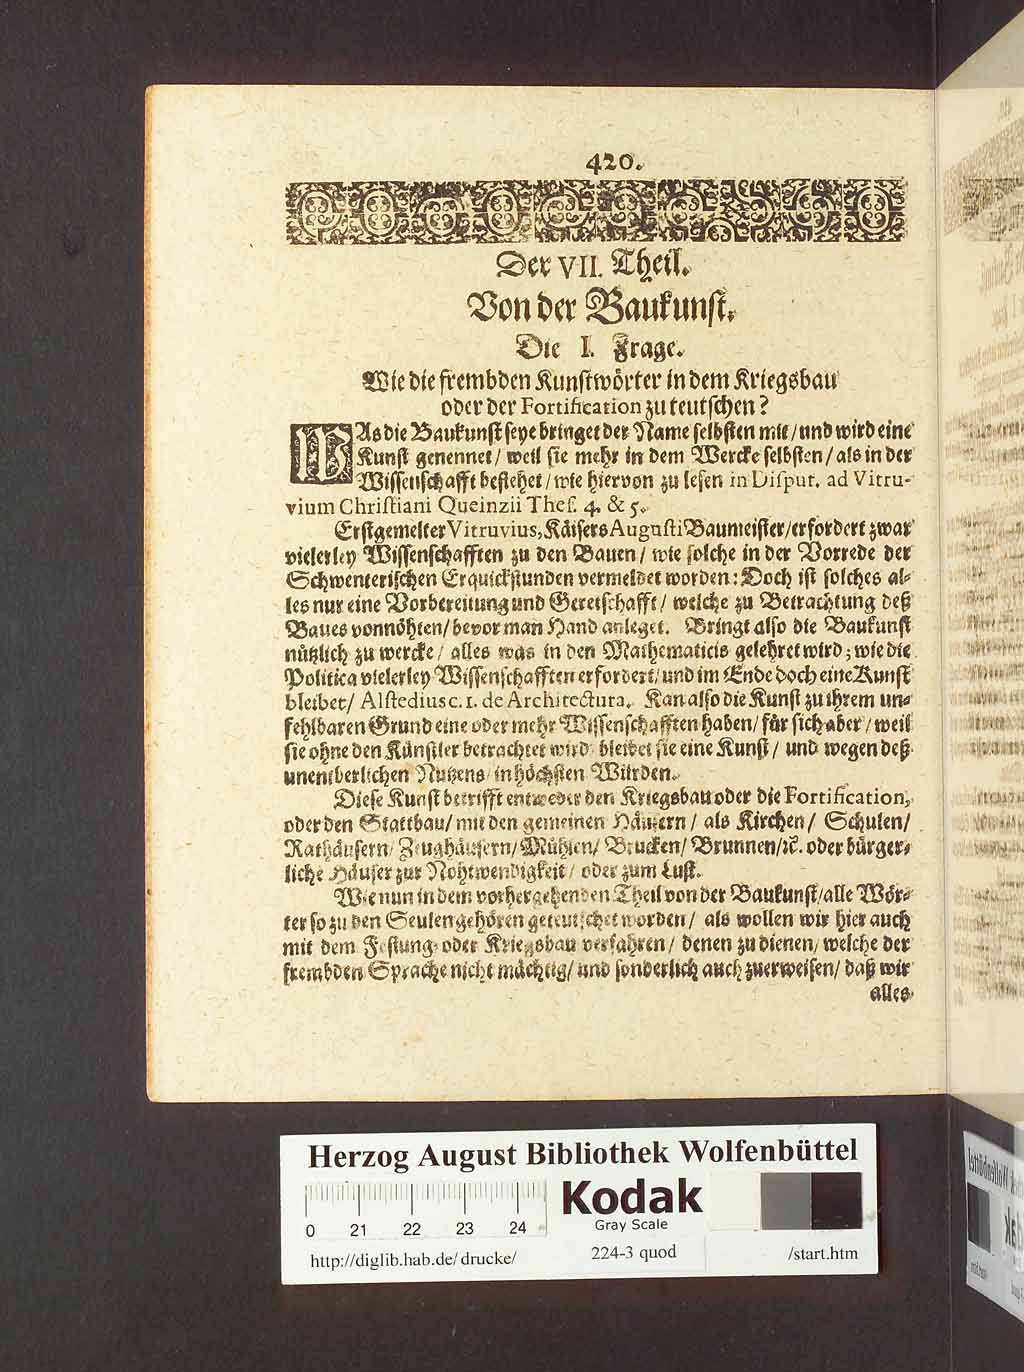 420.
Der VII. Theil.
Von der Baukunst.
Die I. Frage.
Wie die frembden Kunstwörter in dem Kriegsbau
oder der Fortification zu teutschen?
WAs die Baukunst seye bringet der Name selbsten mit / und wird eine
Kunst genennet / weil sie mehr in dem Wercke selbsten / als in der
Wissenschafft bestehet / wie hiervon zu lesen in Disput. ad Vitru-
vium Christiani Queinzii Thes. 4. & 5.
Erstgemelter Vitruvius, Käisers Augusti Baumeister / erfordert zwar
vielerley Wissenschafften zu den Bauen / wie solche in der Vorrede der
Schwenterischen Erquickstunden vermeldet worden: Doch ist solches al-
les nur eine Vorbereitung und Geretschafft / welche zu Betrachtung deß
Baues vonnöhten / bevor man Hand anleget. Bringt also die Baukunst
nützlich zu wercke / alles was in den Mathematicis gelehret wird; wie die
Politica vielerley Wissenschafften erfordert / und im Ende doch eine Kunst
bleibet / Alstedius c. 1. de Architectura. Kan also die Kunst zu ihrem un-
fehlbaren Grund eine oder mehr Wissenschafften haben / für sich aber / weil
sie ohne den Künstler betrachtet wird / bleibet sie eine Kunst / und wegen deß
unentberlichen Nutzens in höchsten Würden.
Diese Kunst betrifft entweder den Kriegsbau oder die Fortification,
oder den Stattbau / mit den gemeinen Häusern / als Kirchen / Schulen /
Rathäusern / Zeughäusern / Mühlen / Brucken / Brunnen / ꝛc. oder bürger-
liche Häuser zur Nohtwendigkeit / oder zum Lust.
Wie nun in dem vorhergehenden Theil von der Baukunst / alle Wör-
ter so zu den Seulen gehören geteutschet worden / als wollen wir hier auch
mit dem Festung- oder Kriegsbau verfahren / denen zu dienen / welche der
frembden Sprache nicht mächtig / und sonderlich auch zuerweisen / daß wir
alles
Herzog August Bibliothek Wolfenbüttel
0 21 22 23 24
Kodak
Gray Scale
http://diglib.hab.de/drucke/ 224-3 quod /start.htm